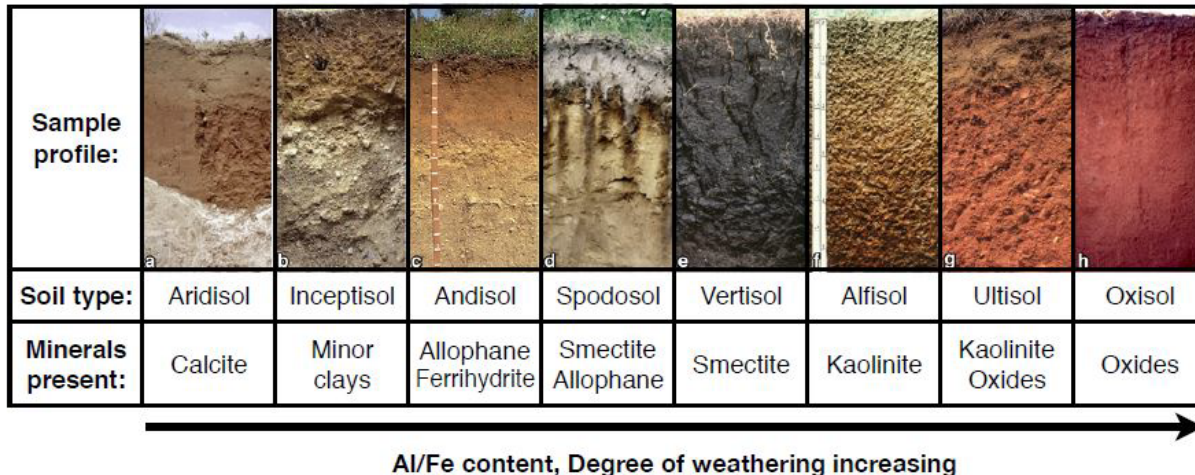 Sample profile:
a b c d e f g h
Soil type: Aridisol Inceptisol Andisol Spodosol Vertisol Alfisol Ultisol Oxisol
Minerals present: Calcite Minor clays Allophane Ferrihydrite Smectite Allophane Smectite Kaolinite Kaolinite Oxides Oxides
Al/Fe content, Degree of weathering increasing